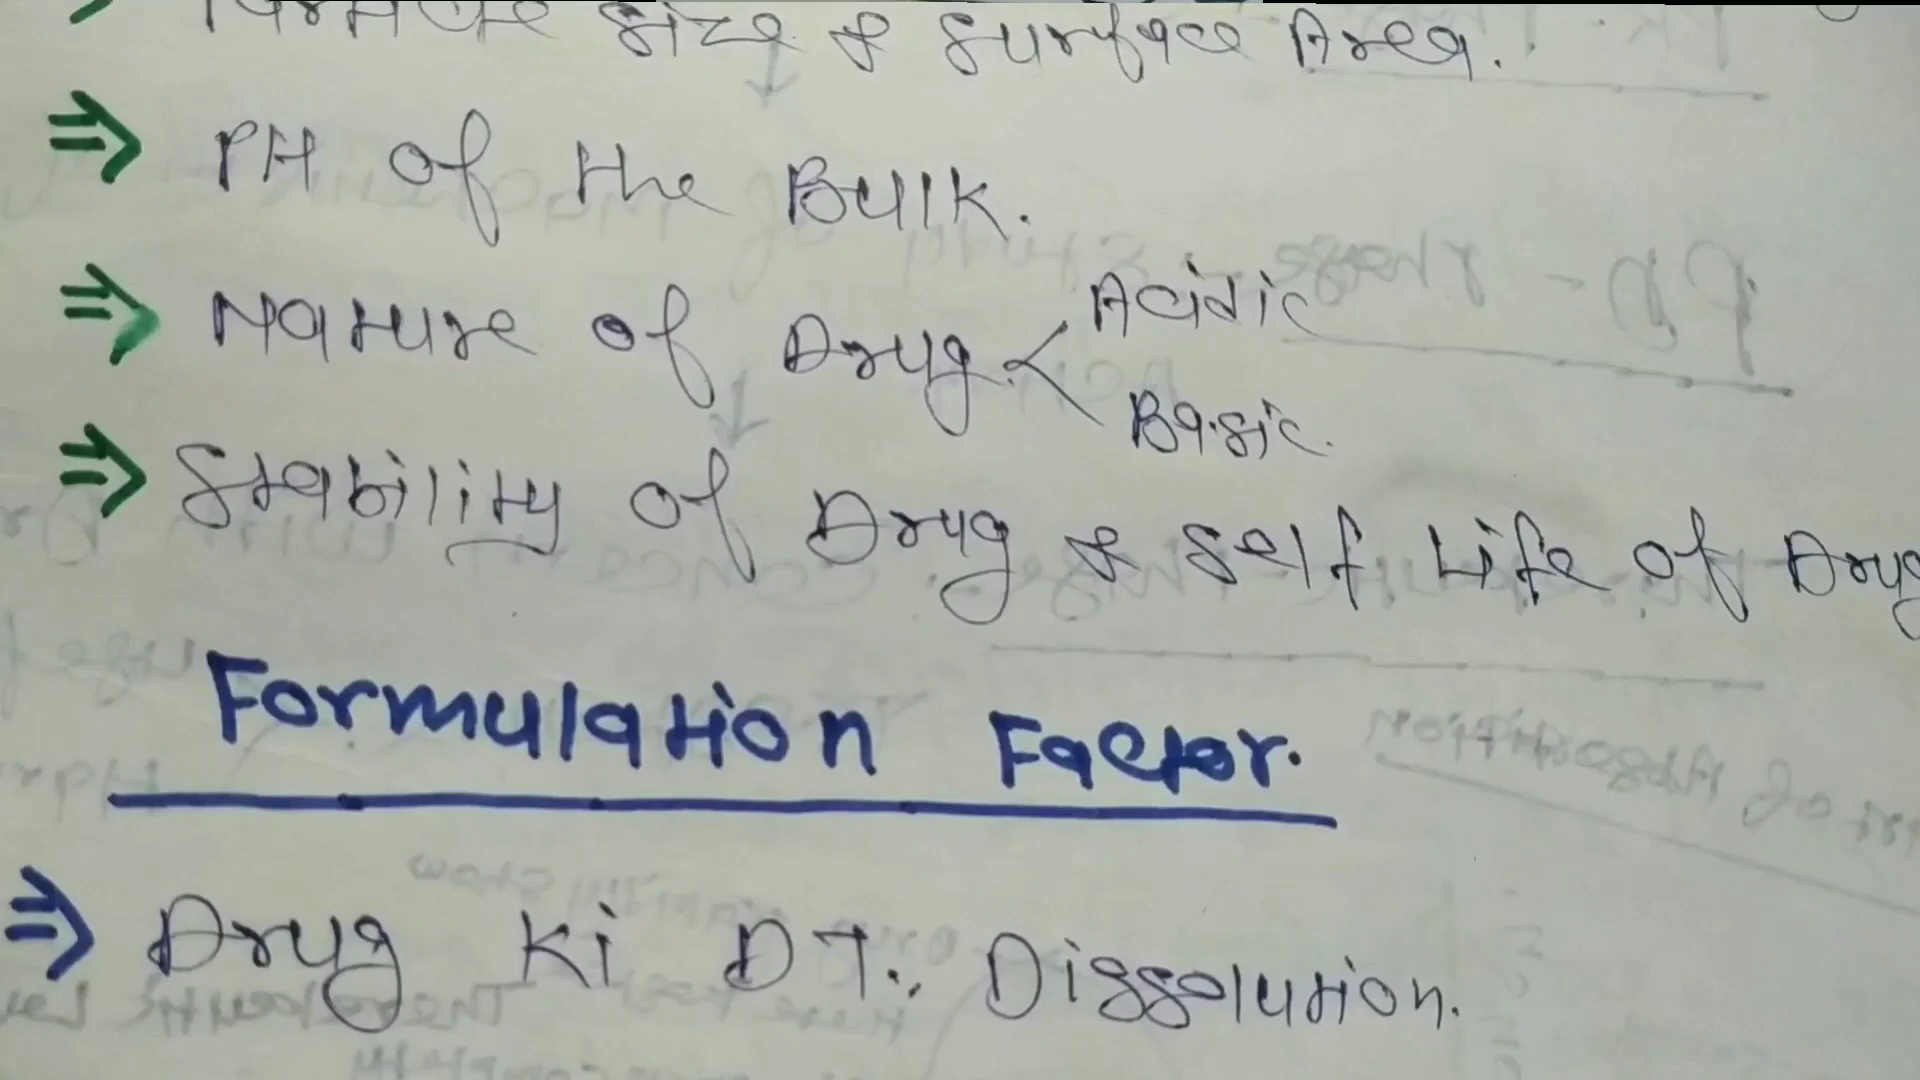 Particle Size & Surface Area.
⇒ PH of the Bulk.
⇒ Nature of Drug < Acidic
Basic.
⇒ Stability of Drug & Self Life of Drug
Formulation Factor.
⇒ Drug Ki DT., Dissolution.